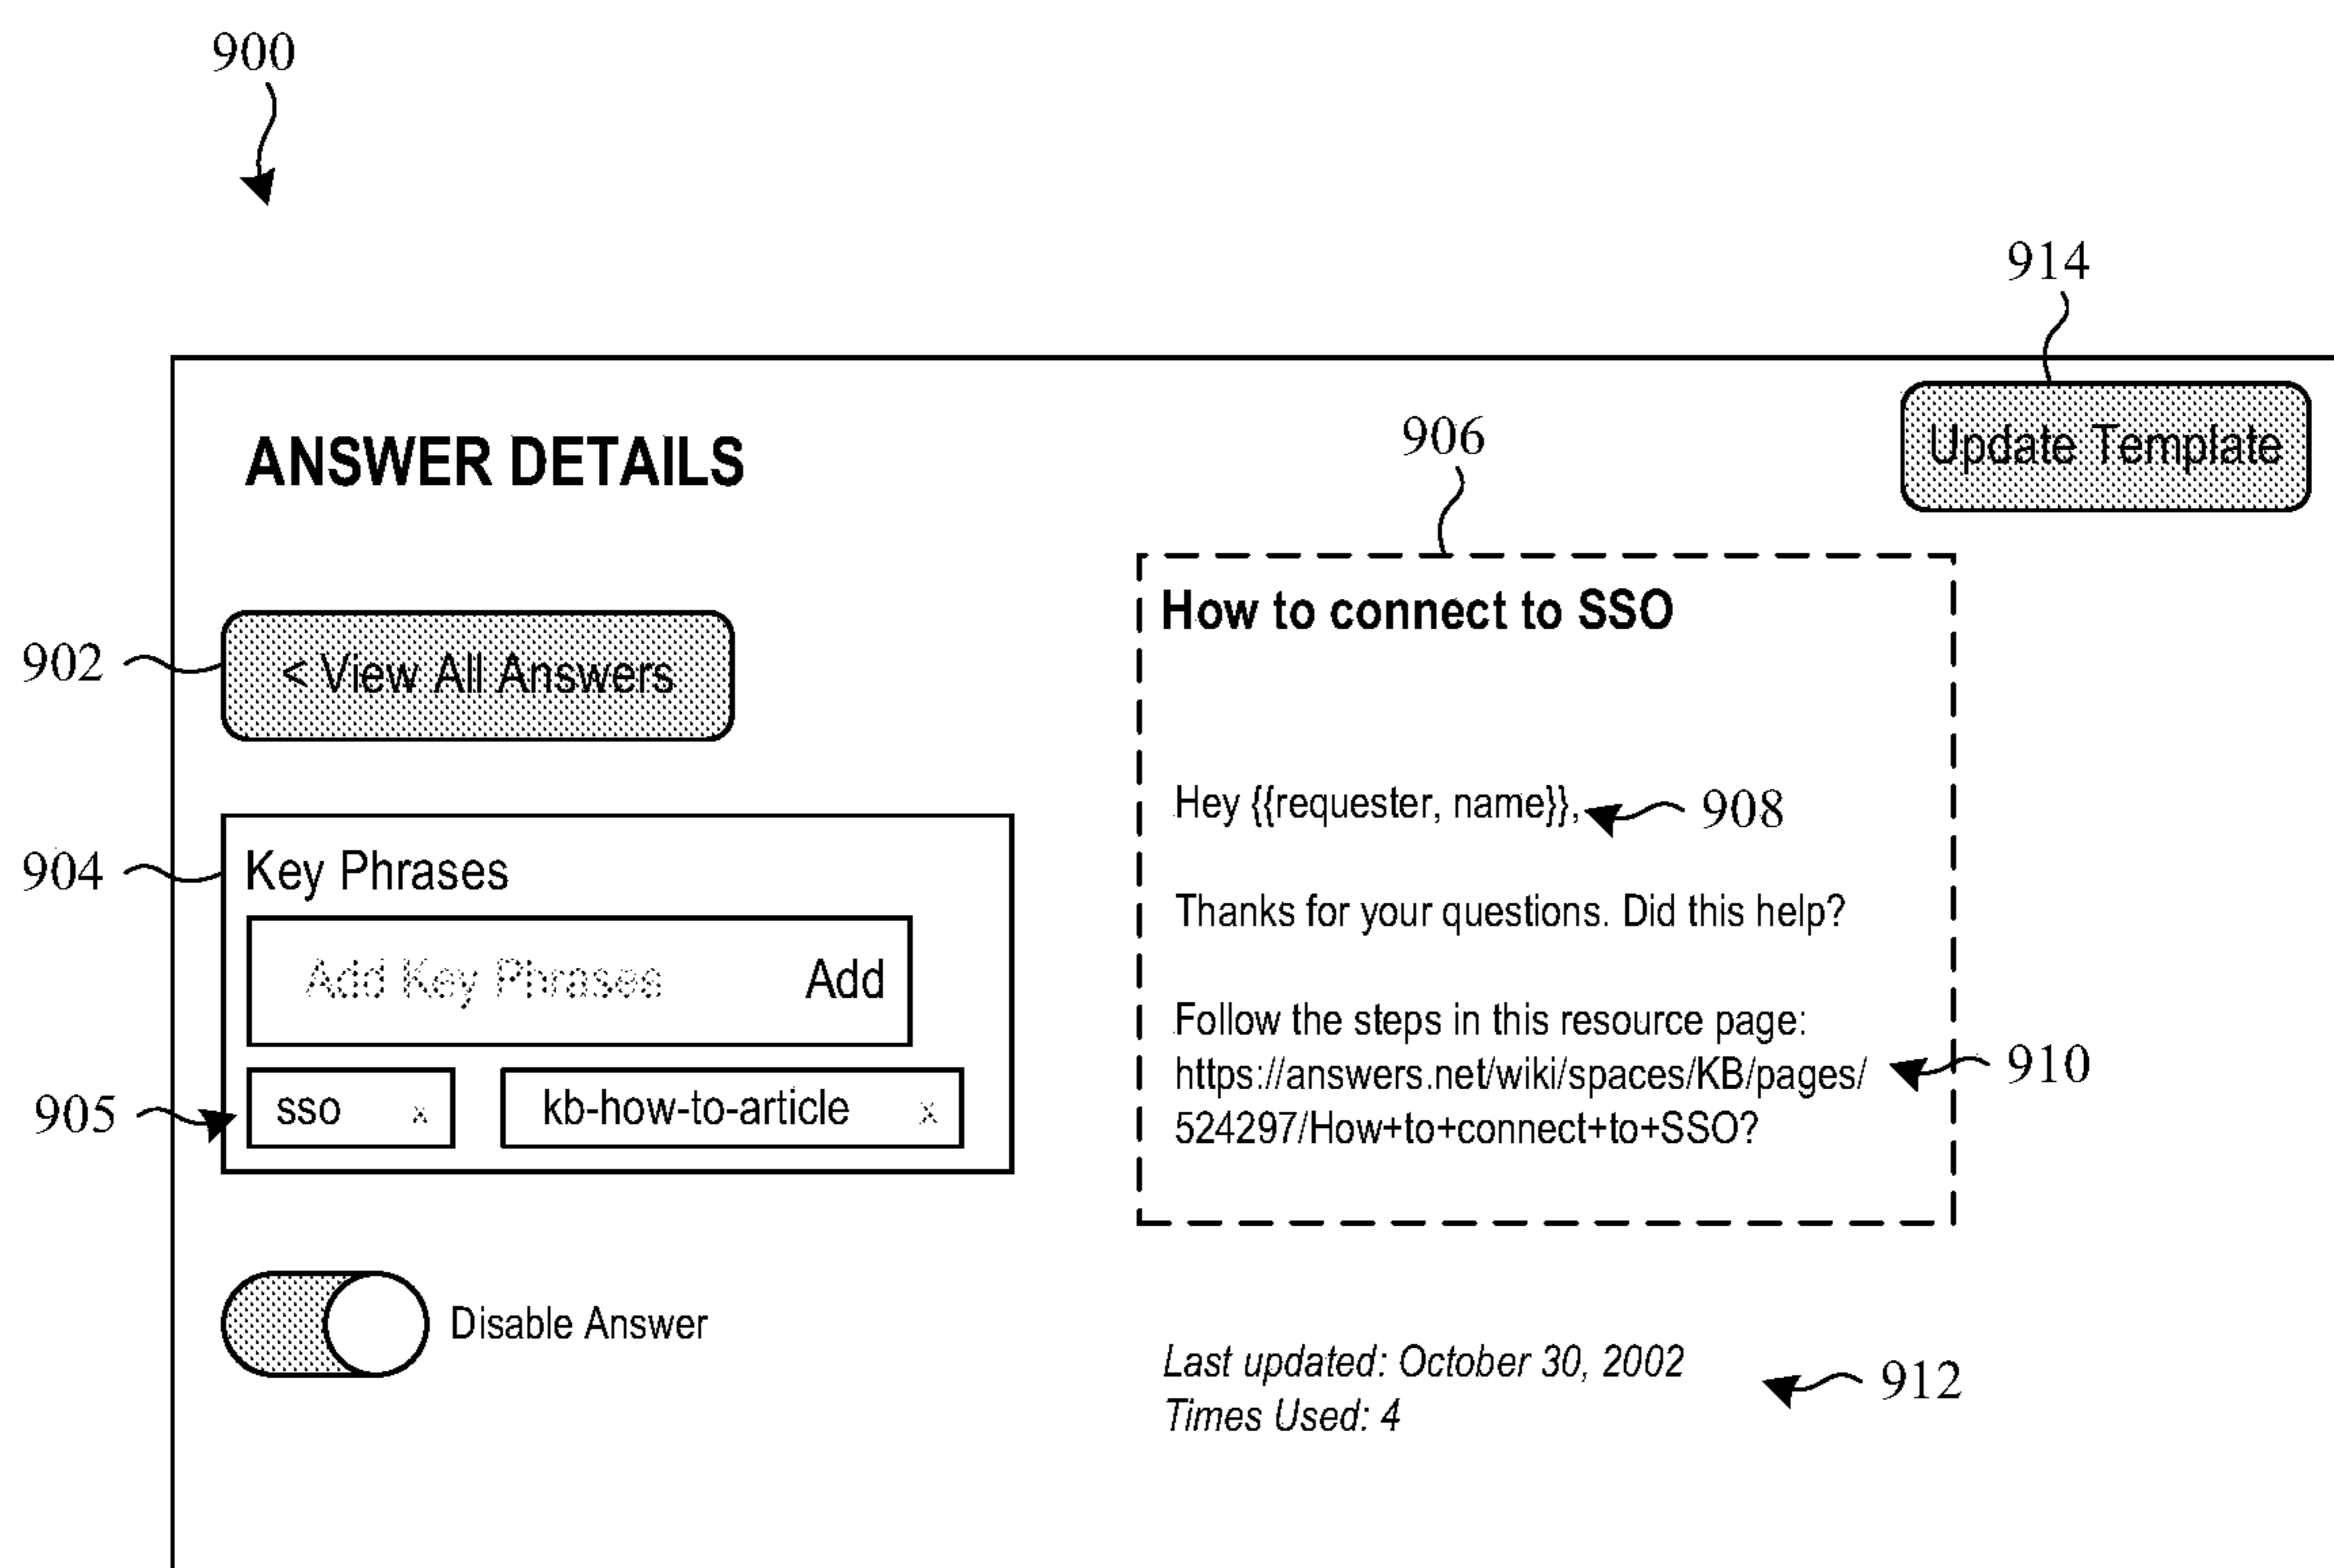 900
914
Update Template
ANSWER DETAILS
906
How to connect to SSO
902
< View All Answers
Hey {{requester, name}},
908
904
Key Phrases
Thanks for your questions. Did this help?
Add Key Phrases
Add
Follow the steps in this resource page:
https://answers.net/wiki/spaces/KB/pages/
910
905
sso x
kb-how-to-article x
524297/How+to+connect+to+SSO?
Disable Answer
Last updated: October 30, 2002
912
Times Used: 4